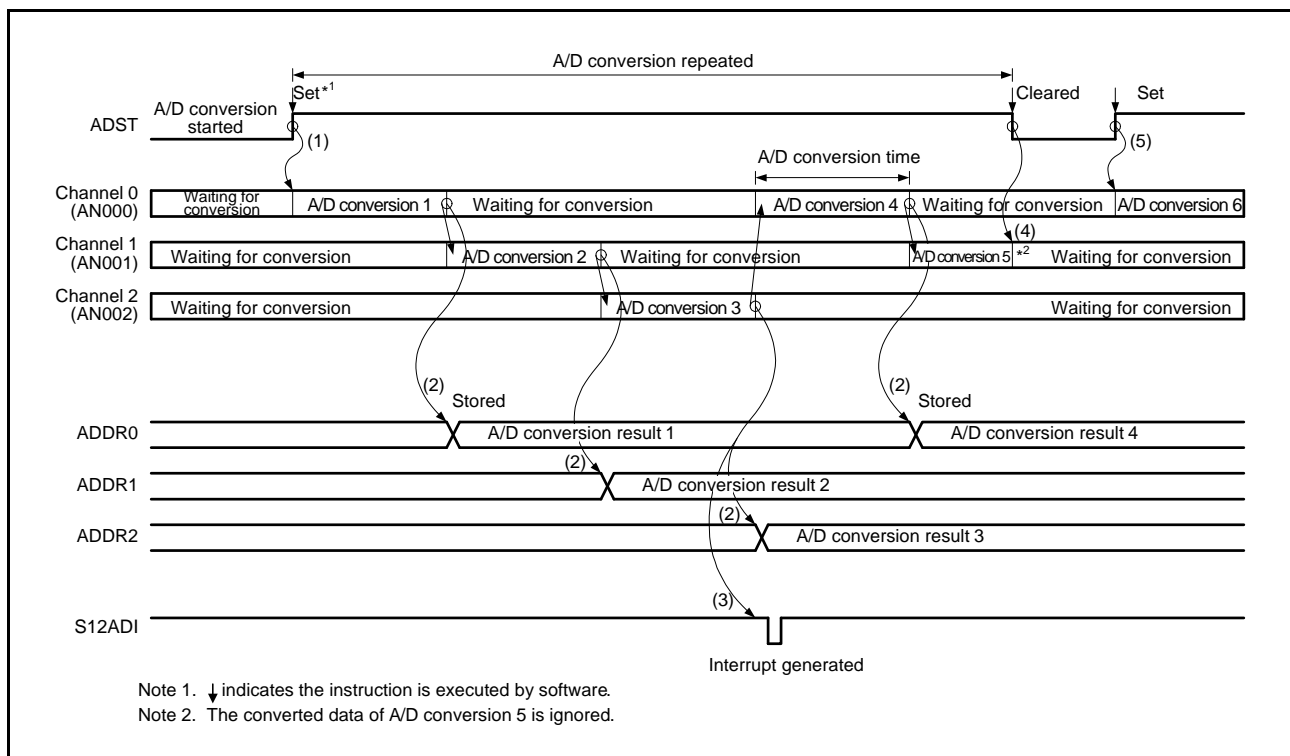 A/D conversion repeated
A/D conversion
started
Set*1
Cleared
Set
ADST
(1)
(5)
A/D conversion time
Channel 0
(AN000)
Waiting for
conversion
A/D conversion 1
Waiting for conversion
A/D conversion 4
Waiting for conversion
A/D conversion 6
(4)
Channel 1
(AN001)
Waiting for conversion
A/D conversion 2
Waiting for conversion
A/D conversion 5
*2
Waiting for conversion
Channel 2
(AN002)
Waiting for conversion
A/D conversion 3
Waiting for conversion
(2)
Stored
(2)
Stored
ADDR0
A/D conversion result 1
A/D conversion result 4
(2)
ADDR1
A/D conversion result 2
(2)
ADDR2
A/D conversion result 3
(3)
S12ADI
Interrupt generated
Note 1. ↓ indicates the instruction is executed by software.
Note 2. The converted data of A/D conversion 5 is ignored.